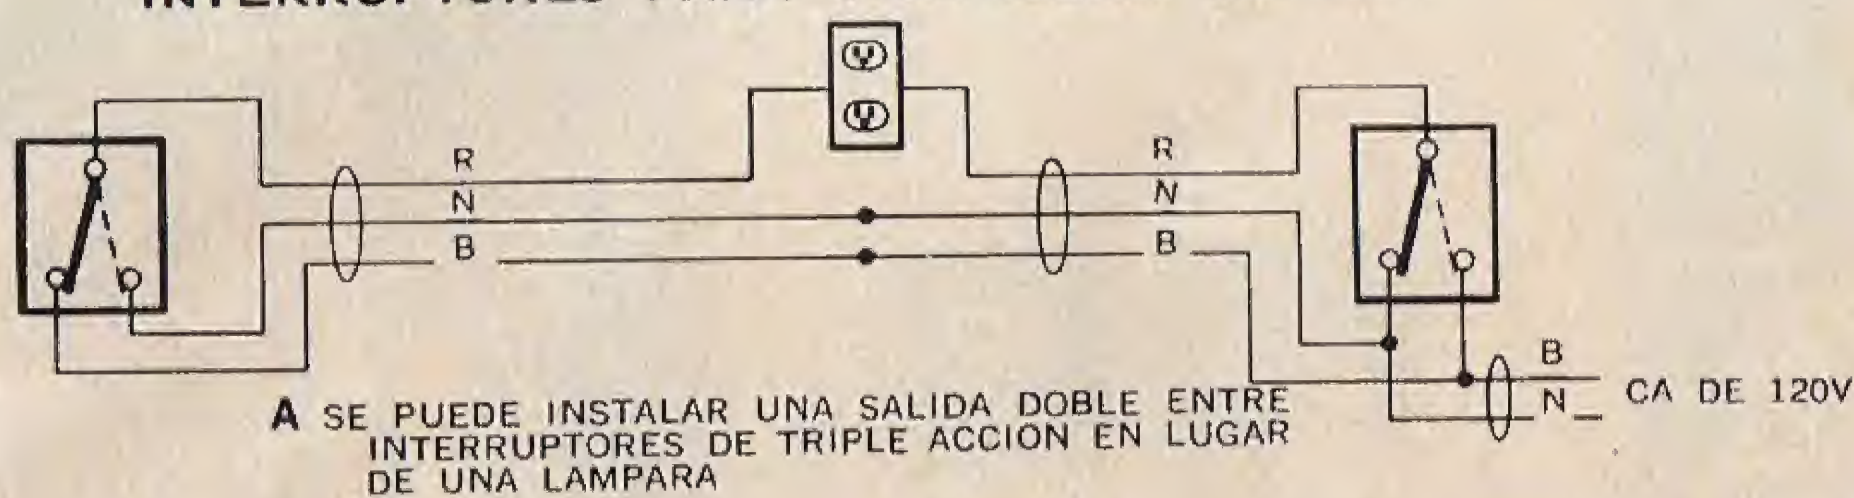 R
N
B
R
N
B
B
N
CA DE 120V
A SE PUEDE INSTALAR UNA SALIDA DOBLE ENTRE
INTERRUPTORES DE TRIPLE ACCION EN LUGAR
DE UNA LAMPARA